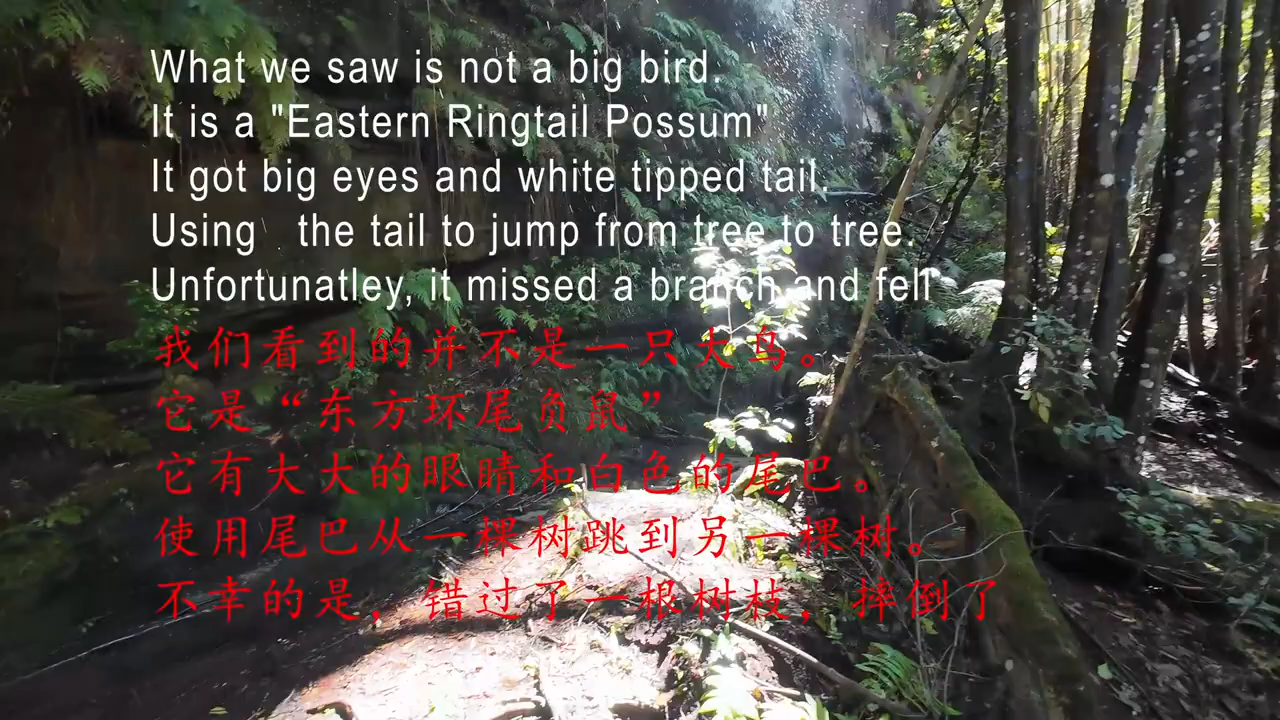 What we saw is not a big bird.
It is a "Eastern Ringtail Possum"
It got big eyes and white tipped tail.
Using the tail to jump from tree to tree.
Unfortunatley, it missed a branch and fell
我们看到的并不是一只大鸟。
它是“东方环尾负鼠”
它有大大的眼睛和白色的尾巴。
使用尾巴从一棵树跳到另一棵树。
不幸的是，错过了一根树枝，摔倒了